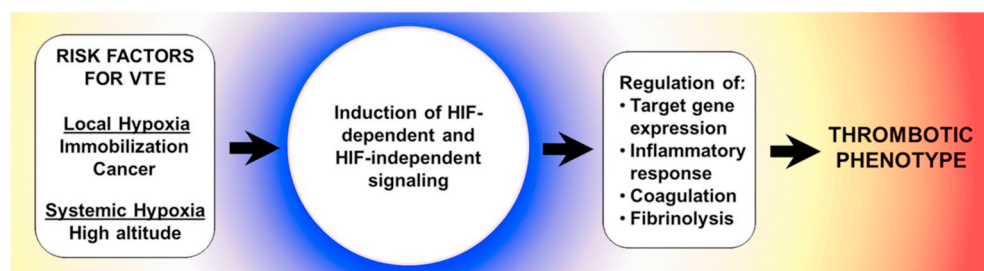 RISK FACTORS
FOR VTE
Local Hypoxia
Immobilization
Cancer
Systemic Hypoxia
High altitude
Induction of HIF-
dependent and
HIF-independent
signaling
Regulation of:
• Target gene
expression
• Inflammatory
response
• Coagulation
• Fibrinolysis
THROMBOTIC
PHENOTYPE